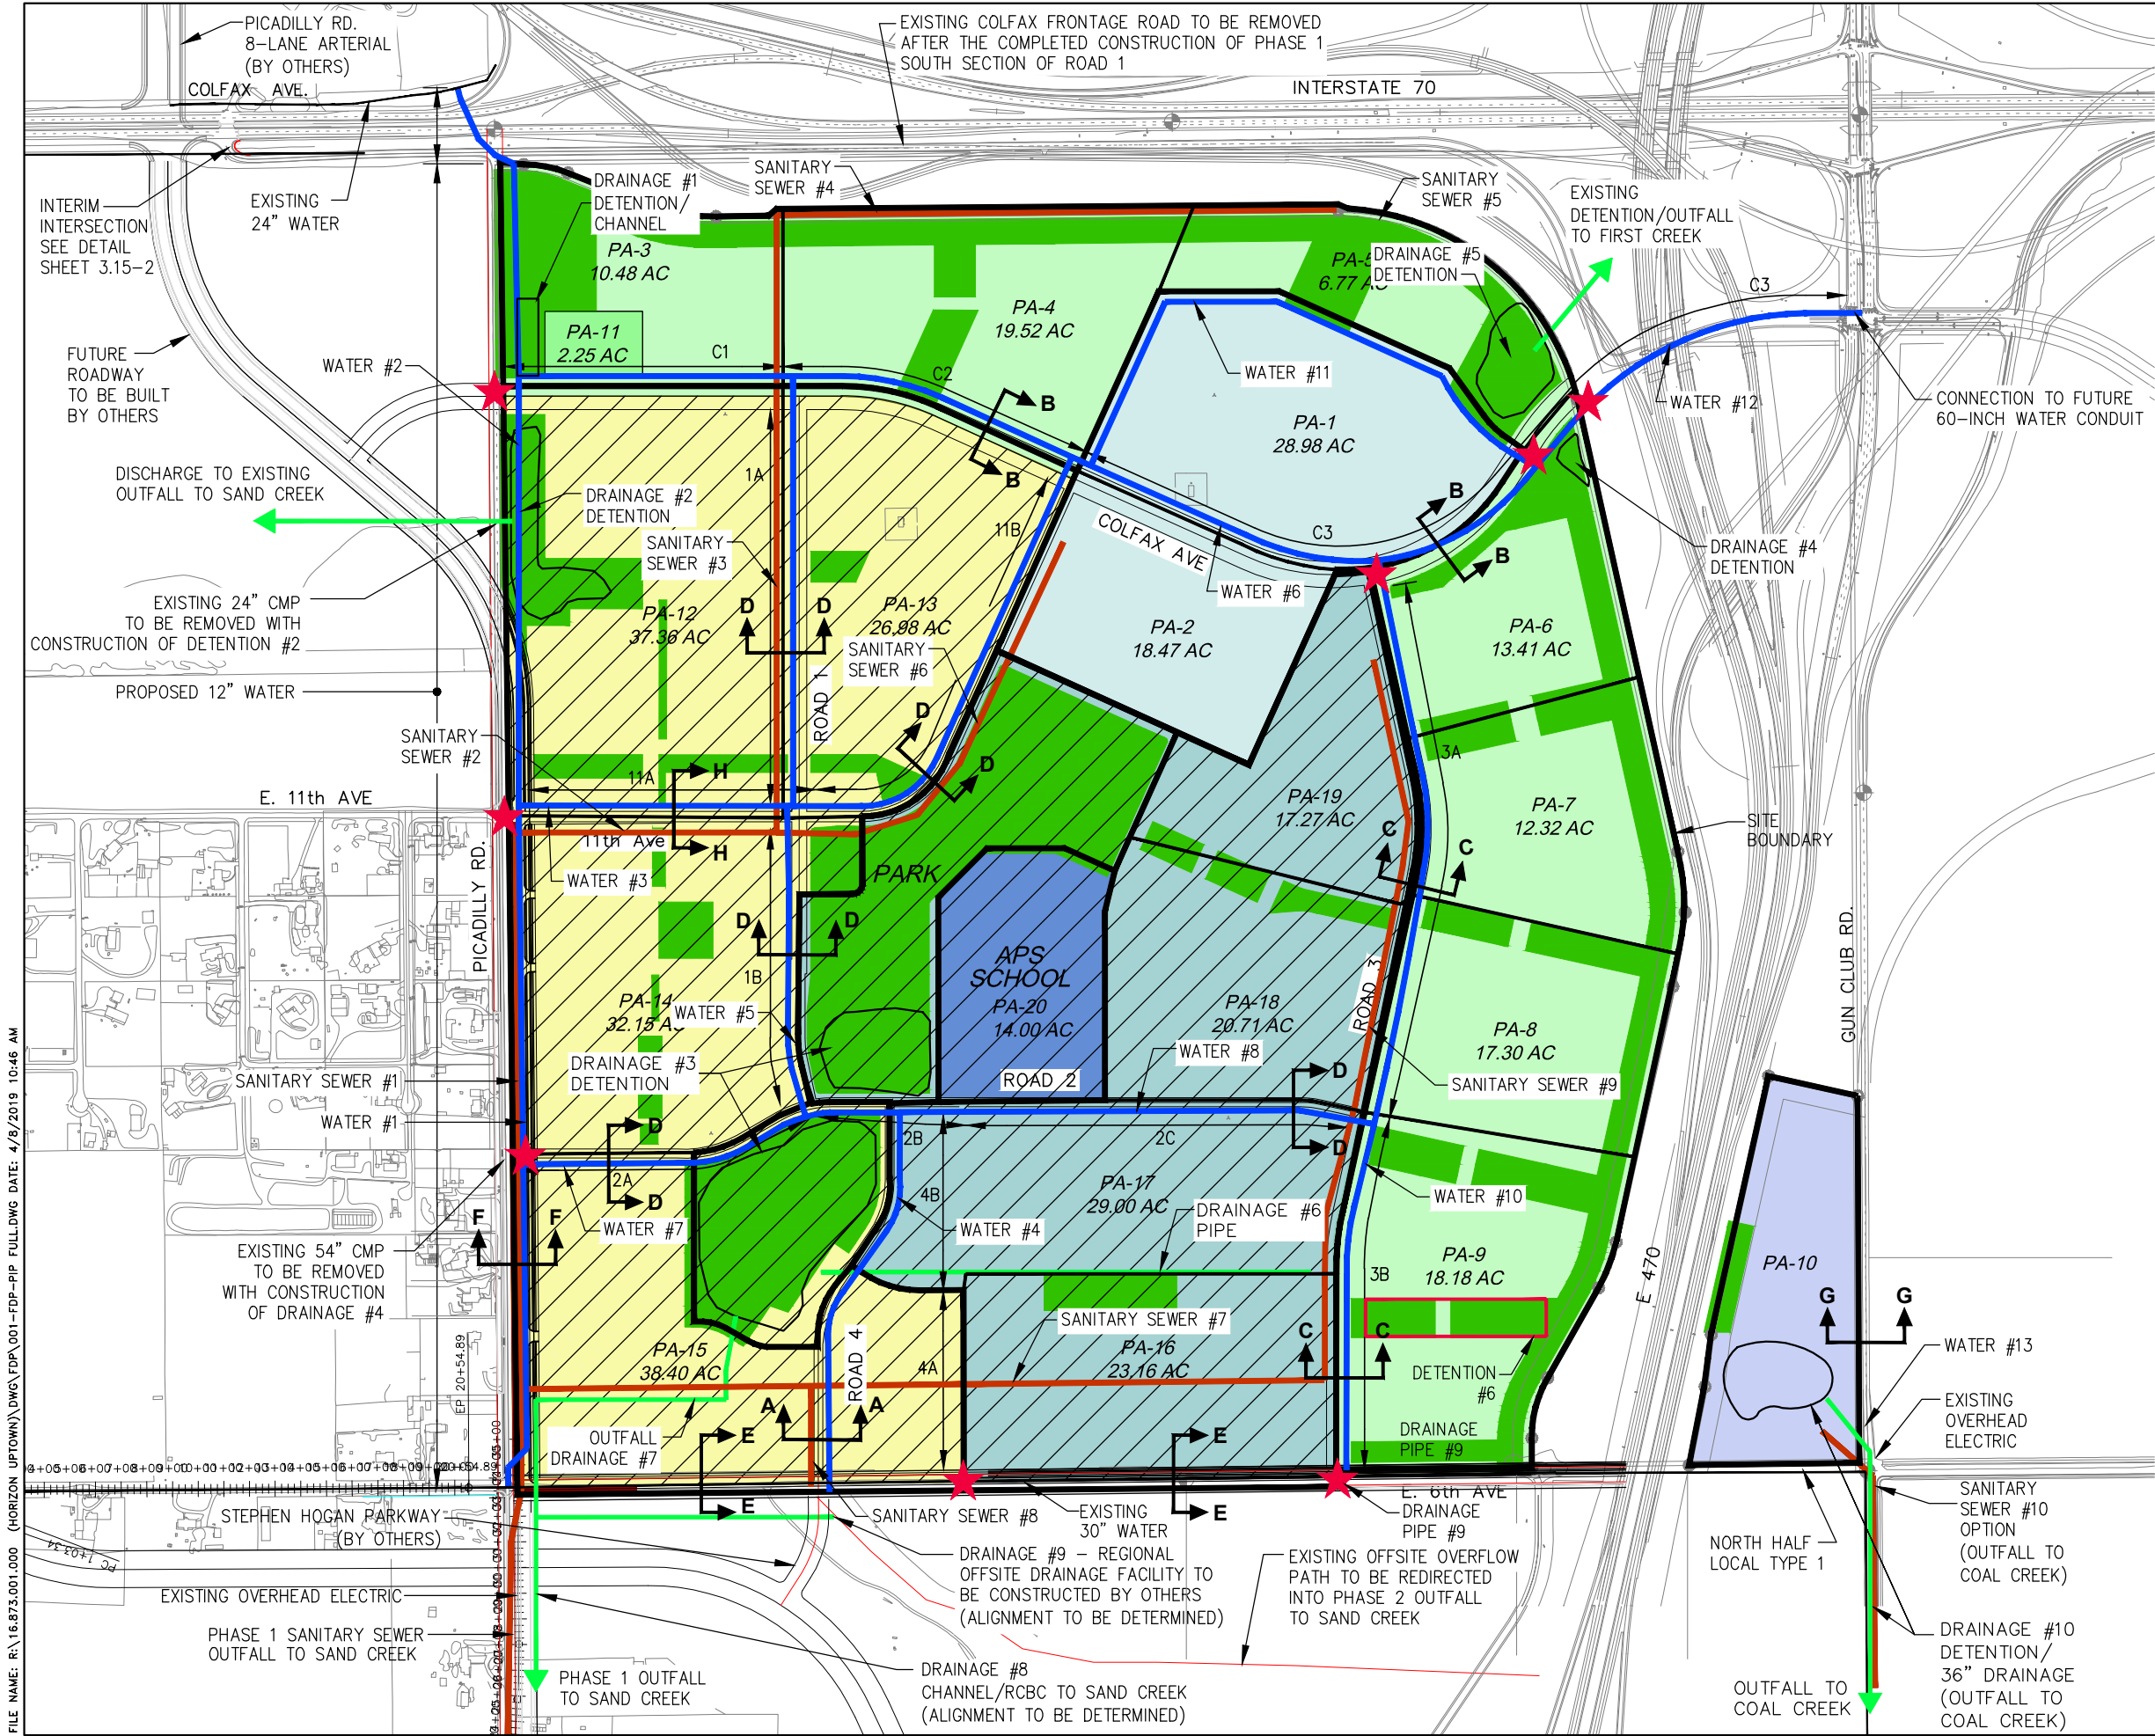 PICADILLY RD.
8-LANE ARTERIAL
(BY OTHERS)
COLFAX AVE.
EXISTING COLFAX FRONTAGE ROAD TO BE REMOVED
AFTER THE COMPLETED CONSTRUCTION OF PHASE 1
SOUTH SECTION OF ROAD 1
INTERSTATE 70
INTERIM
INTERSECTION
SEE DETAIL
SHEET 3.15-2
EXISTING
24" WATER
DRAINAGE #1
DETENTION/
CHANNEL
SANITARY
SEWER #4
SANITARY
SEWER #5
EXISTING
DETENTION/OUTFALL
TO FIRST CREEK
PA-3
10.48 AC
PA-4
19.52 AC
PA-5
6.77 AC
DRAINAGE #5
DETENTION
C3
PA-11
2.25 AC
C1
C2
FUTURE
ROADWAY
TO BE BUILT
BY OTHERS
WATER #2
WATER #11
PA-1
28.98 AC
WATER #12
CONNECTION TO FUTURE
60-INCH WATER CONDUIT
B
B
DISCHARGE TO EXISTING
OUTFALL TO SAND CREEK
DRAINAGE #2
DETENTION
1A
11B
SANITARY
SEWER #3
COLFAX AVE
C3
B
B
DRAINAGE #4
DETENTION
EXISTING 24" CMP
TO BE REMOVED WITH
CONSTRUCTION OF DETENTION #2
WATER #6
PA-12
37.36 AC
D
D
PA-13
26.98 AC
SANITARY
SEWER #6
PA-2
18.47 AC
PA-6
13.41 AC
PROPOSED 12" WATER
ROAD 1
SANITARY
SEWER #2
D
D
3A
11A
H
H
E. 11th AVE
11th Ave
WATER #3
PICADILLY RD.
PARK
PA-19
17.27 AC
C
C
PA-7
12.32 AC
SITE
BOUNDARY
D
D
1B
APS
SCHOOL
PA-20
14.00 AC
PA-14
32.15 AC
WATER #5
PA-18
20.71 AC
ROAD 3
PA-8
17.30 AC
GUN CLUB RD.
DRAINAGE #3
DETENTION
WATER #8
ROAD 2
SANITARY SEWER #1
SANITARY SEWER #9
WATER #1
D
D
2A
2B
2C
D
D
4B
PA-17
29.00 AC
DRAINAGE #6
PIPE
WATER #10
F
F
WATER #7
WATER #4
EXISTING 54" CMP
TO BE REMOVED
WITH CONSTRUCTION
OF DRAINAGE #4
PA-9
18.18 AC
3B
E 470
PA-10
G
G
SANITARY SEWER #7
PA-15
38.40 AC
ROAD 4
4A
PA-16
23.16 AC
C
C
DETENTION
#6
WATER #13
EP 20+54.89
OUTFALL
DRAINAGE #7
A
A
E
E
E
E
DRAINAGE
PIPE #9
EXISTING
OVERHEAD
ELECTRIC
STEPHEN HOGAN PARKWAY
(BY OTHERS)
SANITARY SEWER #8
EXISTING
30" WATER
E. 6th AVE
DRAINAGE
PIPE #9
SANITARY
SEWER #10
OPTION
(OUTFALL TO
COAL CREEK)
NORTH HALF
LOCAL TYPE 1
PC 1+03.34
DRAINAGE #9 - REGIONAL
OFFSITE DRAINAGE FACILITY TO
BE CONSTRUCTED BY OTHERS
(ALIGNMENT TO BE DETERMINED)
EXISTING OFFSITE OVERFLOW
PATH TO BE REDIRECTED
INTO PHASE 2 OUTFALL
TO SAND CREEK
EXISTING OVERHEAD ELECTRIC
PHASE 1 SANITARY SEWER
OUTFALL TO SAND CREEK
PHASE 1 OUTFALL
TO SAND CREEK
DRAINAGE #8
CHANNEL/RCBC TO SAND CREEK
(ALIGNMENT TO BE DETERMINED)
OUTFALL TO
COAL CREEK
DRAINAGE #10
DETENTION/
36" DRAINAGE
(OUTFALL TO
COAL CREEK)
FILE NAME: R:\16.873.001.000 (HORIZON UPTOWN)\DWG\FDP\001-FDP-PIP FULL.DWG DATE: 4/8/2019 10:46 AM